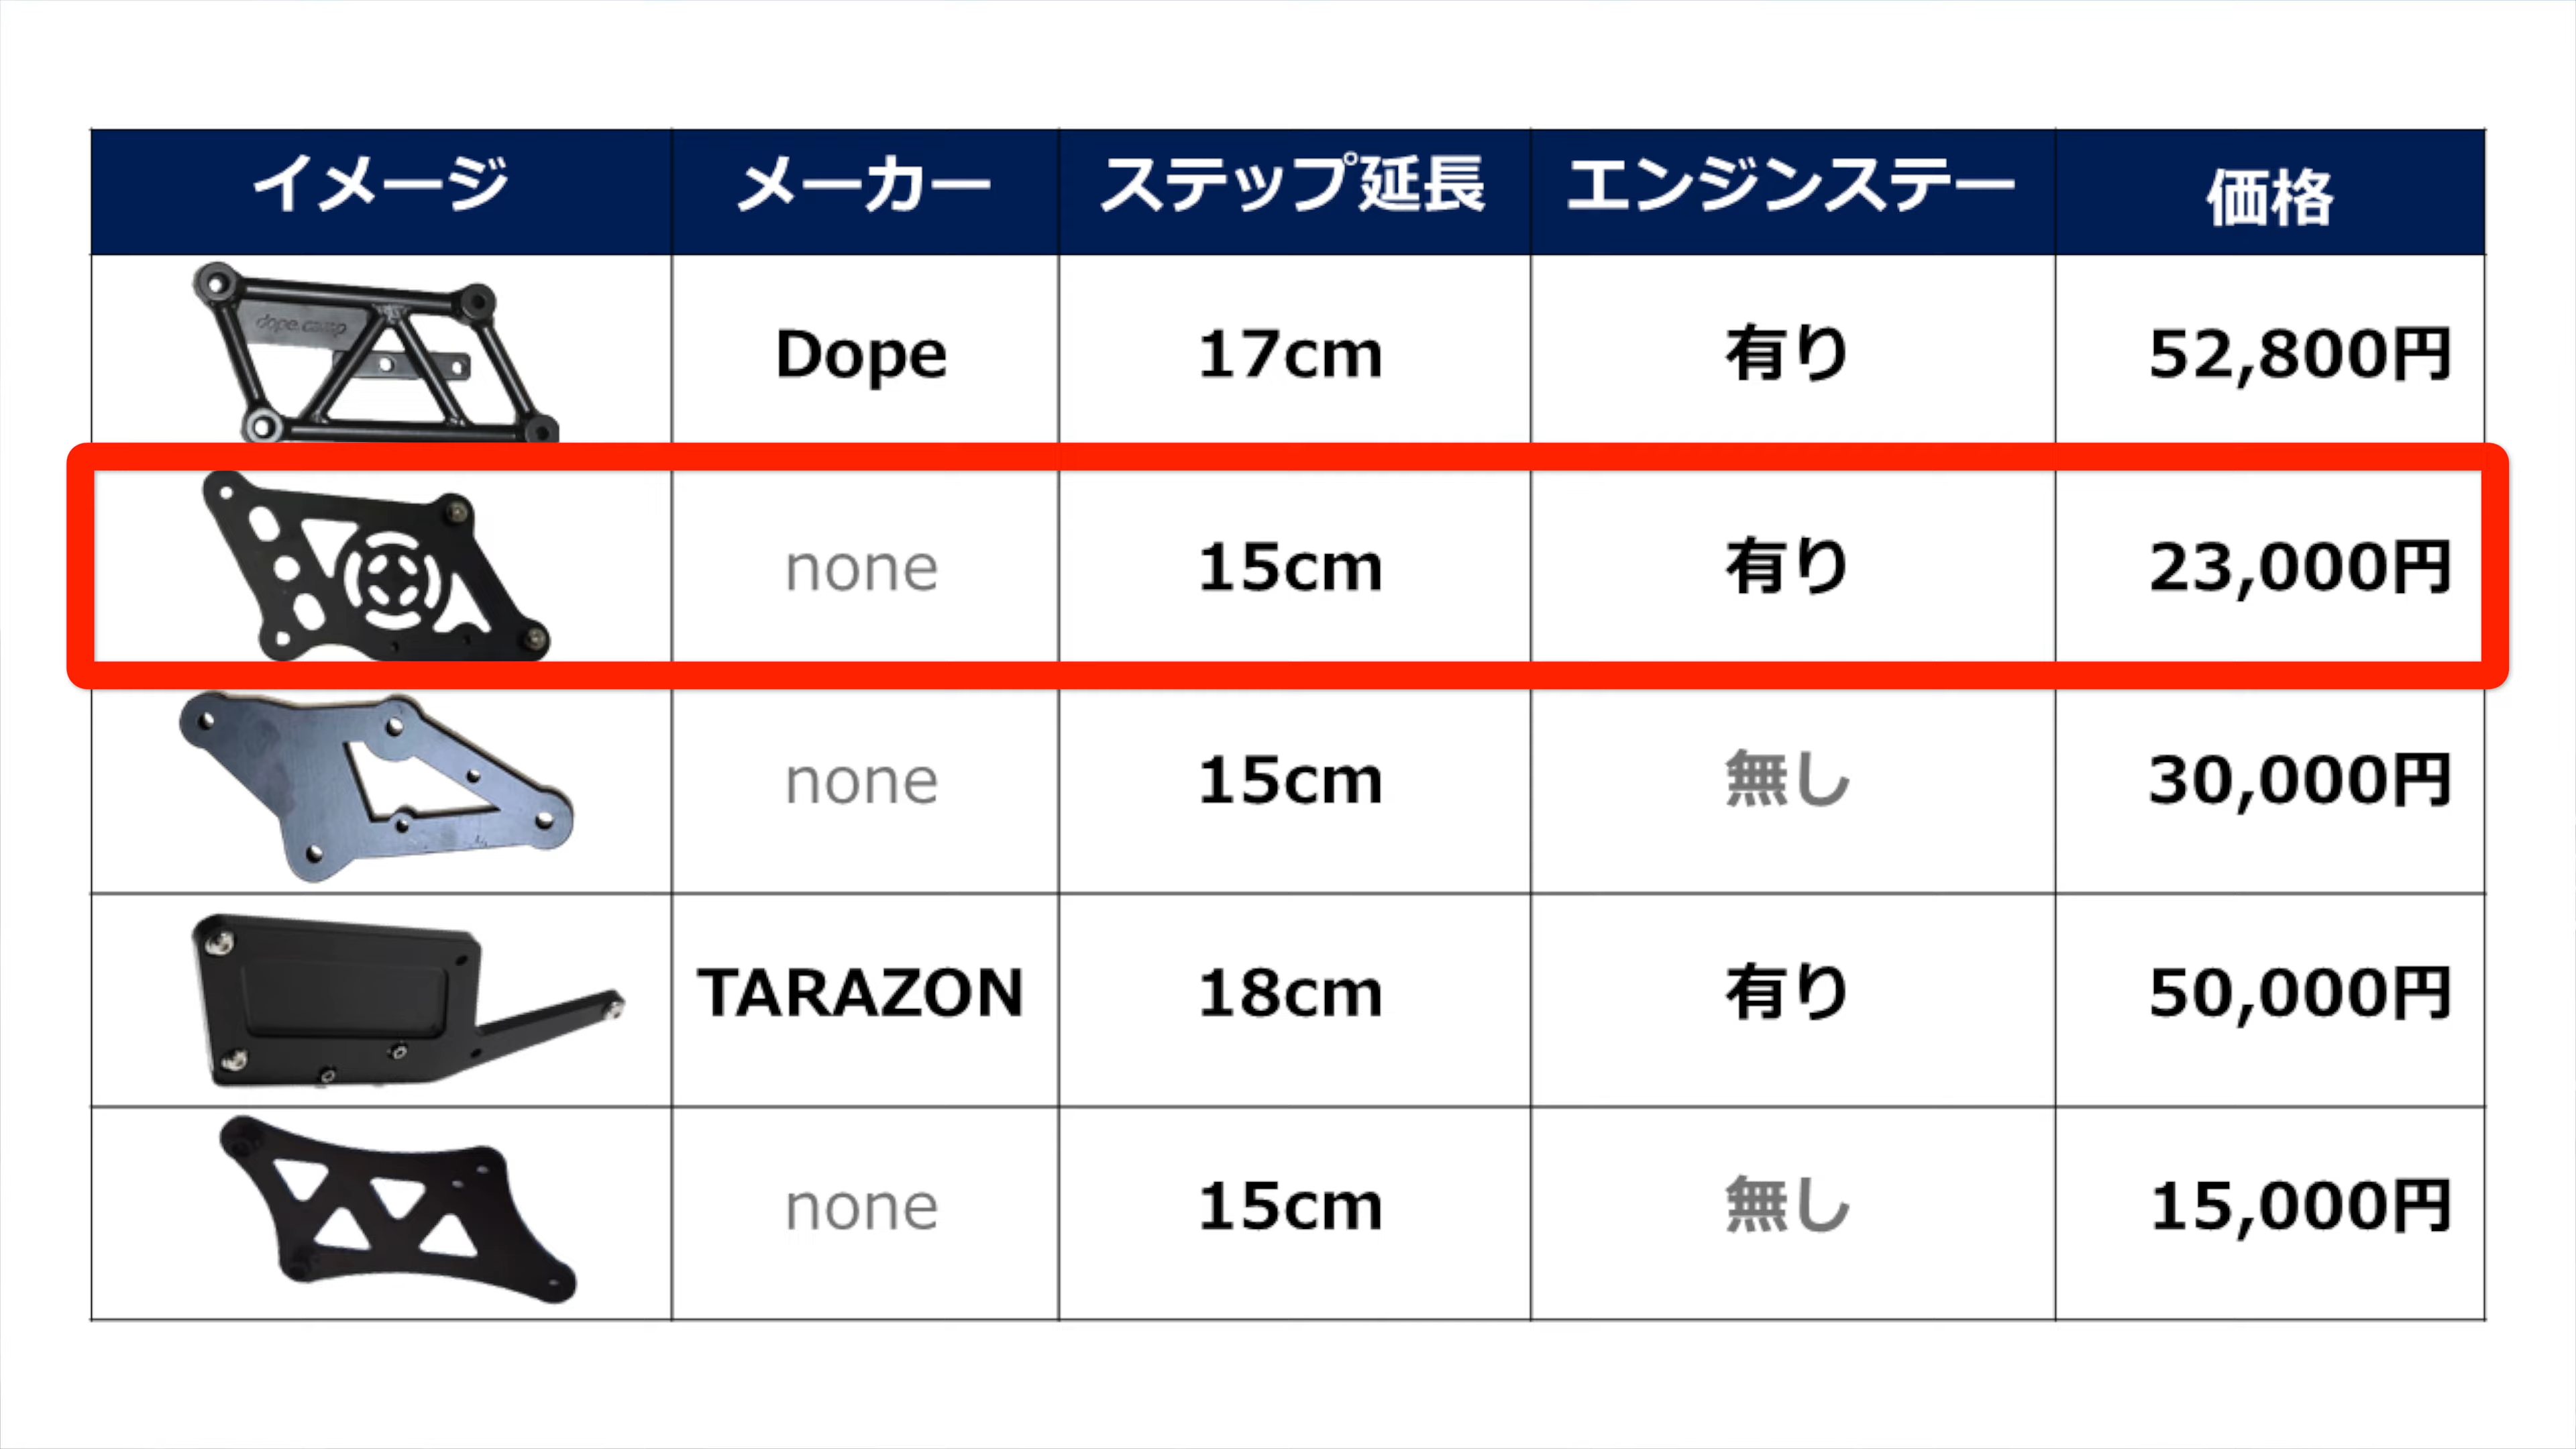 イメージ メーカー ステップ延長 エンジンステー 価格
dope.camp
Dope 17cm 有り 52,800円
none 15cm 有り 23,000円
none 15cm 無し 30,000円
TARAZON 18cm 有り 50,000円
none 15cm 無し 15,000円